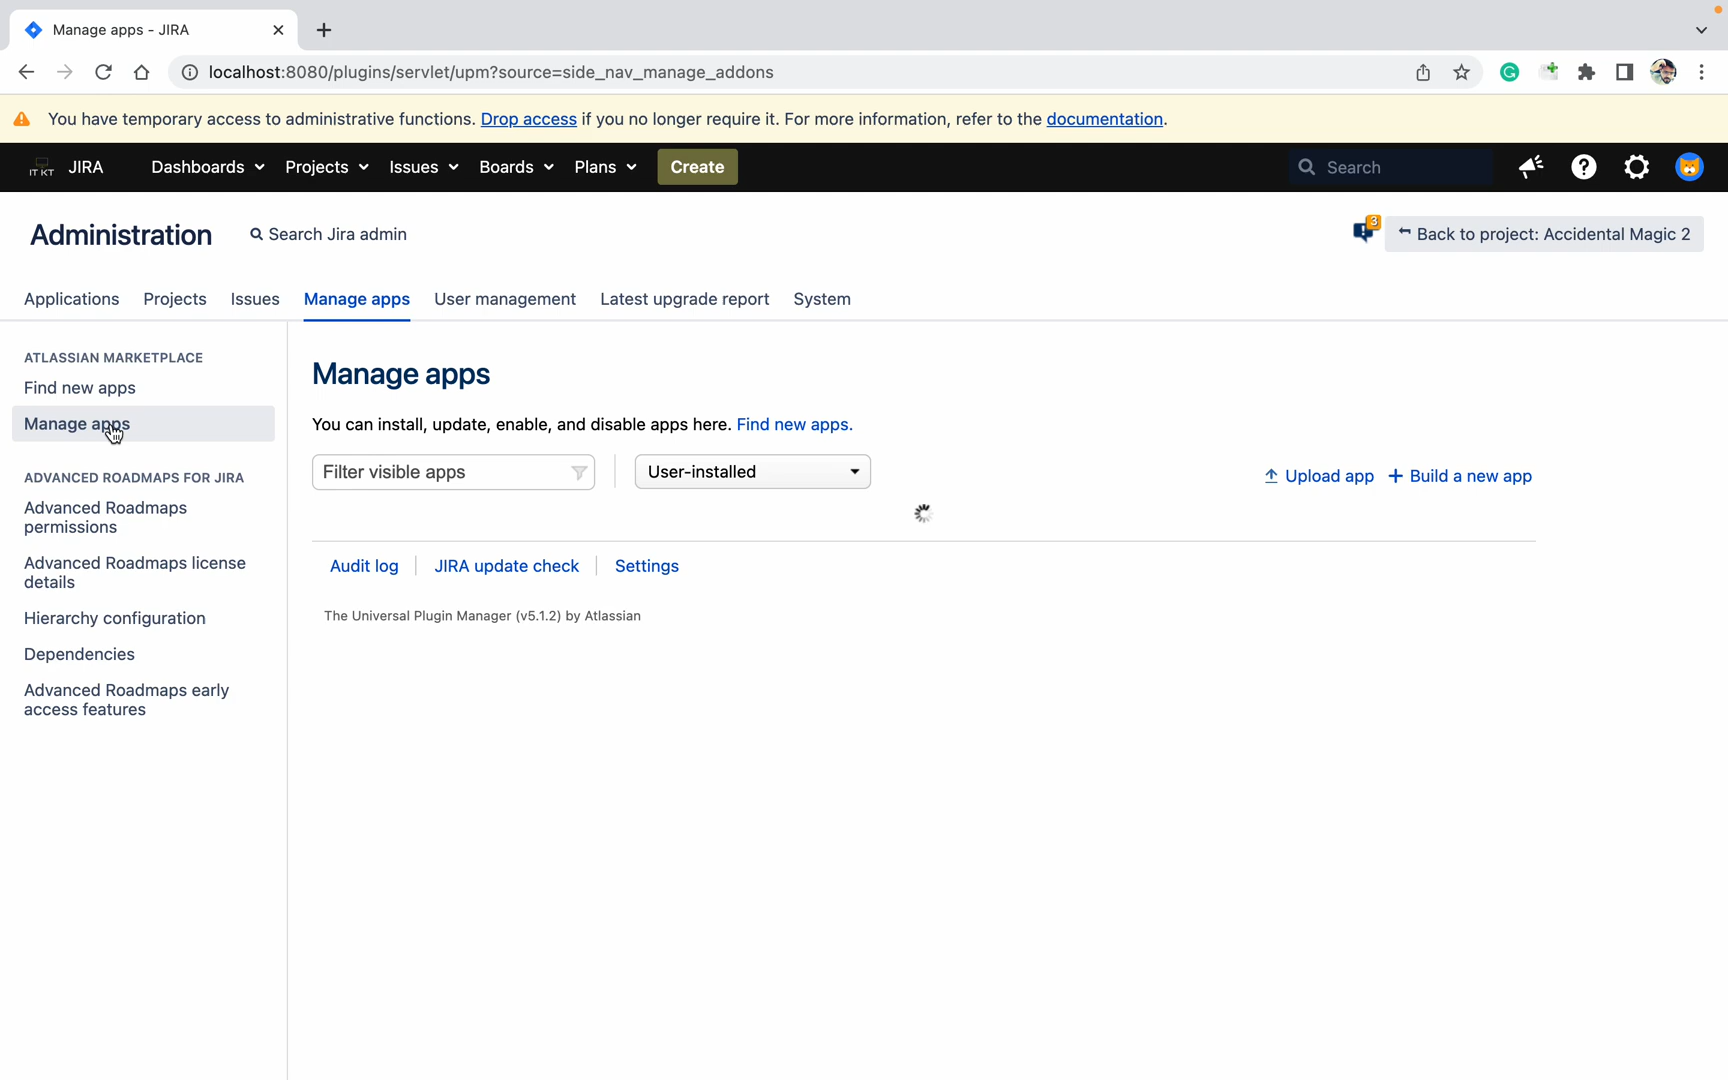 Manage apps - JIRA
localhost:8080/plugins/servlet/upm?source=side_nav_manage_addons
You have temporary access to administrative functions. Drop access if you no longer require it. For more information, refer to the documentation.
IT KT JIRA Dashboards Projects Issues Boards Plans Create Search
Administration Search Jira admin 3 Back to project: Accidental Magic 2
Applications Projects Issues Manage apps User management Latest upgrade report System
ATLASSIAN MARKETPLACE
Find new apps
Manage apps
ADVANCED ROADMAPS FOR JIRA
Advanced Roadmaps
permissions
Advanced Roadmaps license
details
Hierarchy configuration
Dependencies
Advanced Roadmaps early
access features
Manage apps
You can install, update, enable, and disable apps here. Find new apps.
Filter visible apps User-installed Upload app Build a new app
Audit log JIRA update check Settings
The Universal Plugin Manager (v5.1.2) by Atlassian